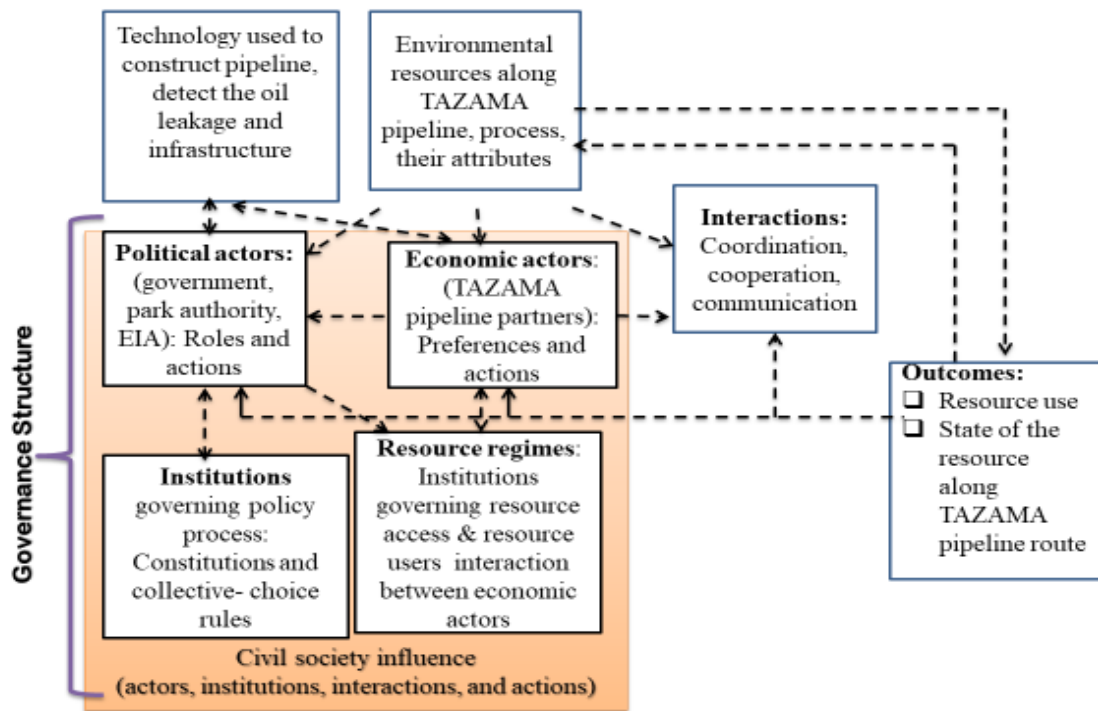 Technology used to
construct pipeline,
detect the oil
leakage and
infrastructure
Environmental
resources along
TAZAMA
pipeline, process,
their attributes
Governance Structure
Political actors:
(government,
park authority,
EIA): Roles and
actions
Economic actors:
(TAZAMA
pipeline partners):
Preferences and
actions
Interactions:
Coordination,
cooperation,
communication
Institutions
governing policy
process:
Constitutions and
collective- choice
rules
Resource regimes:
Institutions
governing resource
access & resource
users interaction
between economic
actors
Outcomes:
❑ Resource use
❑ State of the
resource
along
TAZAMA
pipeline route
Civil society influence
(actors, institutions, interactions, and actions)